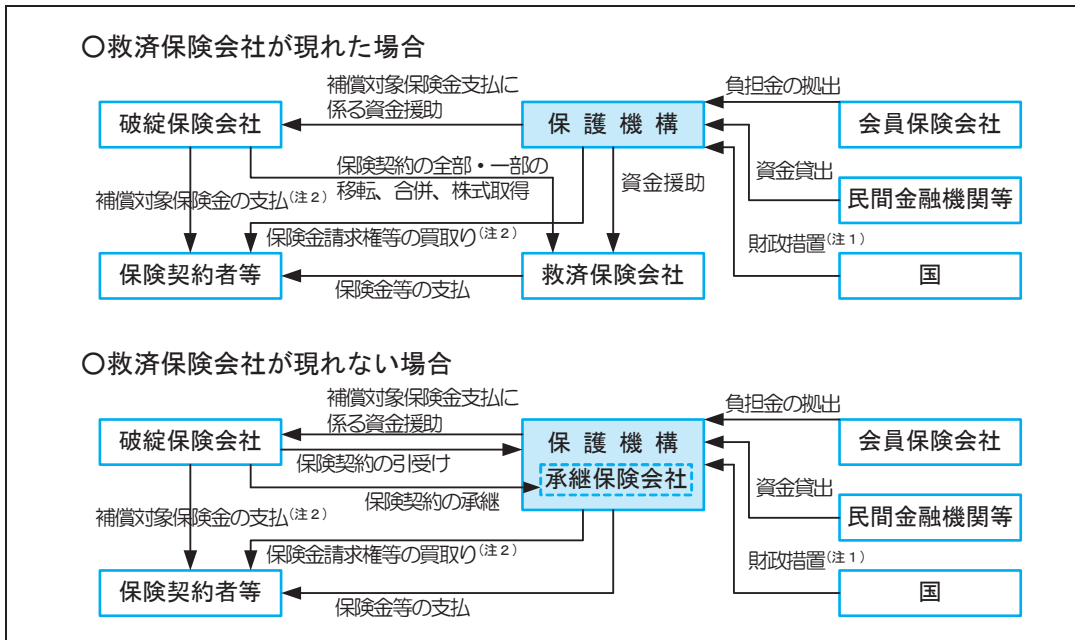 〇救済保険会社が現れた場合
補償対象保険金支払に
係る資金援助
負担金の拠出
破綻保険会社
保護機構
会員保険会社
保険契約の全部・一部の
移転、合併、株式取得
資金援助
資金貸出
民間金融機関等
補償対象保険金の支払(注2)
保険金請求権等の買取り(注2)
財政措置(注1)
保険契約者等
救済保険会社
国
保険金等の支払
〇救済保険会社が現れない場合
補償対象保険金支払に
係る資金援助
負担金の拠出
破綻保険会社
保護機構
会員保険会社
保険契約の引受け
承継保険会社
保険契約の承継
資金貸出
民間金融機関等
補償対象保険金の支払(注2)
保険金請求権等の買取り(注2)
財政措置(注1)
保険契約者等
国
保険金等の支払